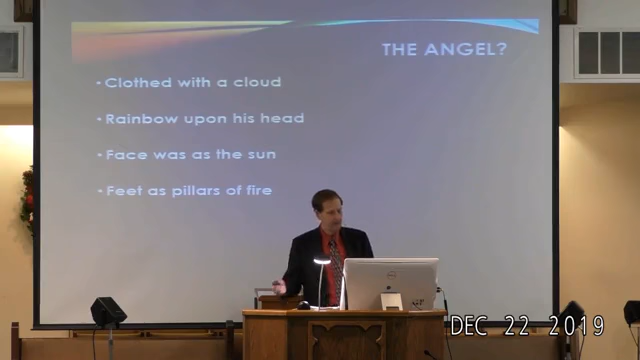 THE ANGEL?
• Clothed with a cloud
• Rainbow upon his head
• Face was as the sun
• Feet as pillars of fire
DEC 22 2019